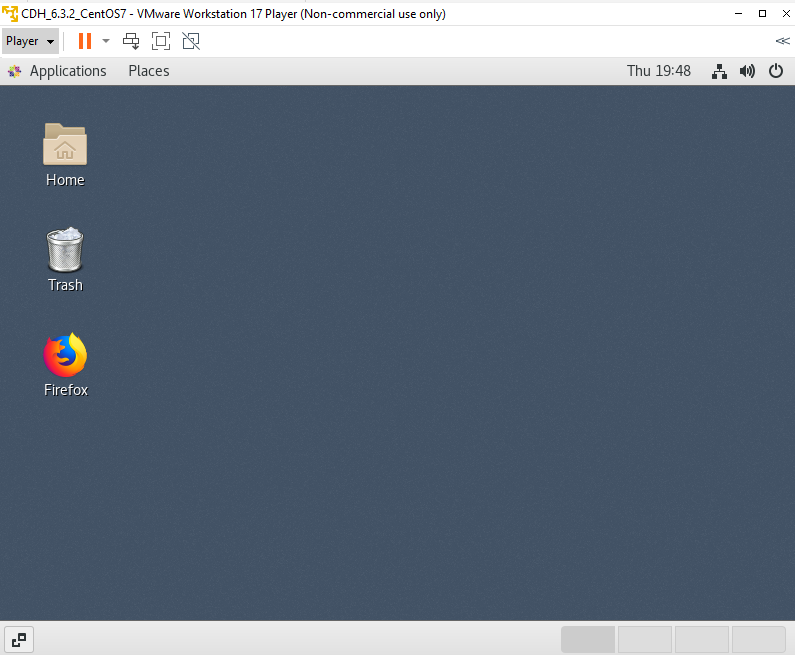 CDH_6.3.2_CentOS7 - VMware Workstation 17 Player (Non-commercial use only)
Player
Applications Places Thu 19:48
Home
Trash
Firefox